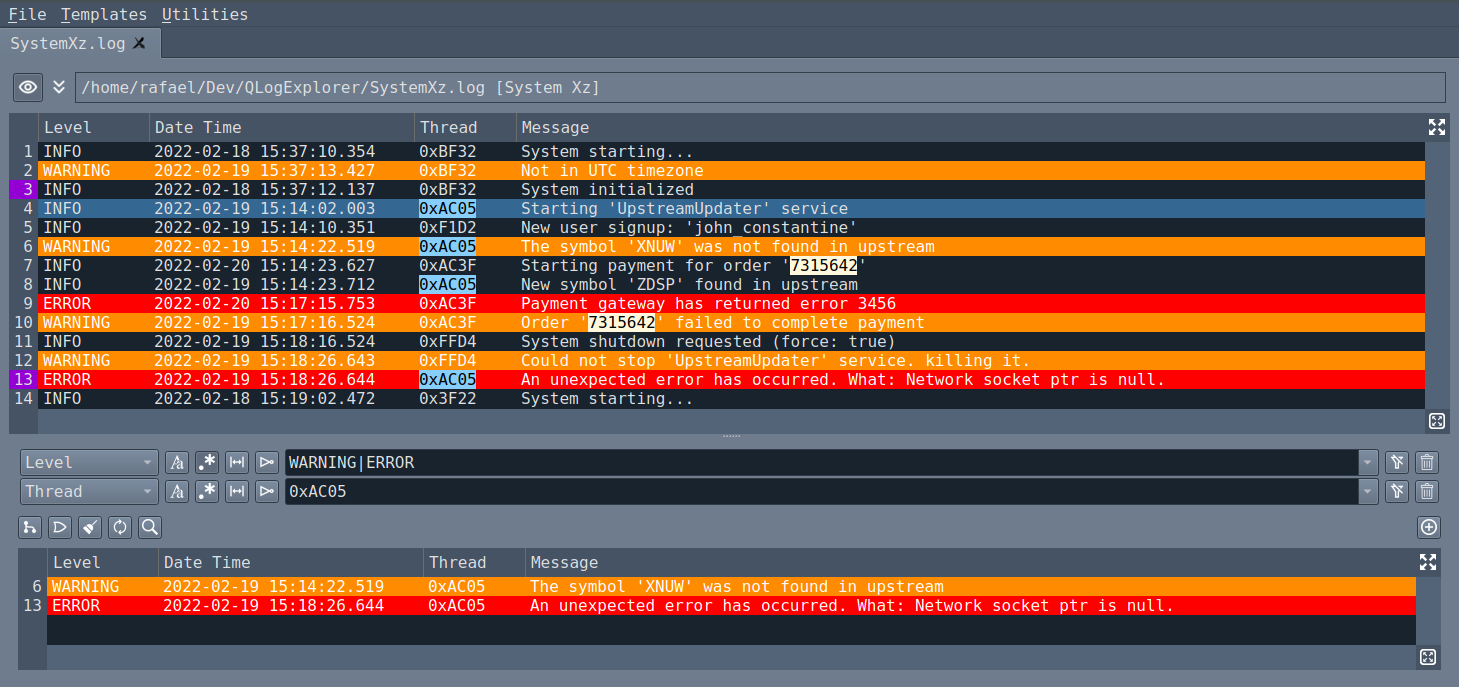 File Templates Utilities
SystemXz.log
/home/rafael/Dev/QLogExplorer/SystemXz.log [System Xz]
Level Date Time Thread Message
1 INFO 2022-02-18 15:37:10.354 0xBF32 System starting...
2 WARNING 2022-02-19 15:37:13.427 0xBF32 Not in UTC timezone
3 INFO 2022-02-18 15:37:12.137 0xBF32 System initialized
4 INFO 2022-02-19 15:14:02.003 0xAC05 Starting 'UpstreamUpdater' service
5 INFO 2022-02-19 15:14:10.351 0xF1D2 New user signup: 'john_constantine'
6 WARNING 2022-02-19 15:14:22.519 0xAC05 The symbol 'XNUW' was not found in upstream
7 INFO 2022-02-20 15:14:23.627 0xAC3F Starting payment for order '7315642'
8 INFO 2022-02-19 15:14:23.712 0xAC05 New symbol 'ZDSP' found in upstream
9 ERROR 2022-02-20 15:17:15.753 0xAC3F Payment gateway has returned error 3456
10 WARNING 2022-02-19 15:17:16.524 0xAC3F Order '7315642' failed to complete payment
11 INFO 2022-02-19 15:18:16.524 0xFFD4 System shutdown requested (force: true)
12 WARNING 2022-02-19 15:18:26.643 0xFFD4 Could not stop 'UpstreamUpdater' service. killing it.
13 ERROR 2022-02-19 15:18:26.644 0xAC05 An unexpected error has occurred. What: Network socket ptr is null.
14 INFO 2022-02-18 15:19:02.472 0x3F22 System starting...
Level Aa .* WARNING|ERROR
Thread Aa .* 0xAC05
Level Date Time Thread Message
6 WARNING 2022-02-19 15:14:22.519 0xAC05 The symbol 'XNUW' was not found in upstream
13 ERROR 2022-02-19 15:18:26.644 0xAC05 An unexpected error has occurred. What: Network socket ptr is null.